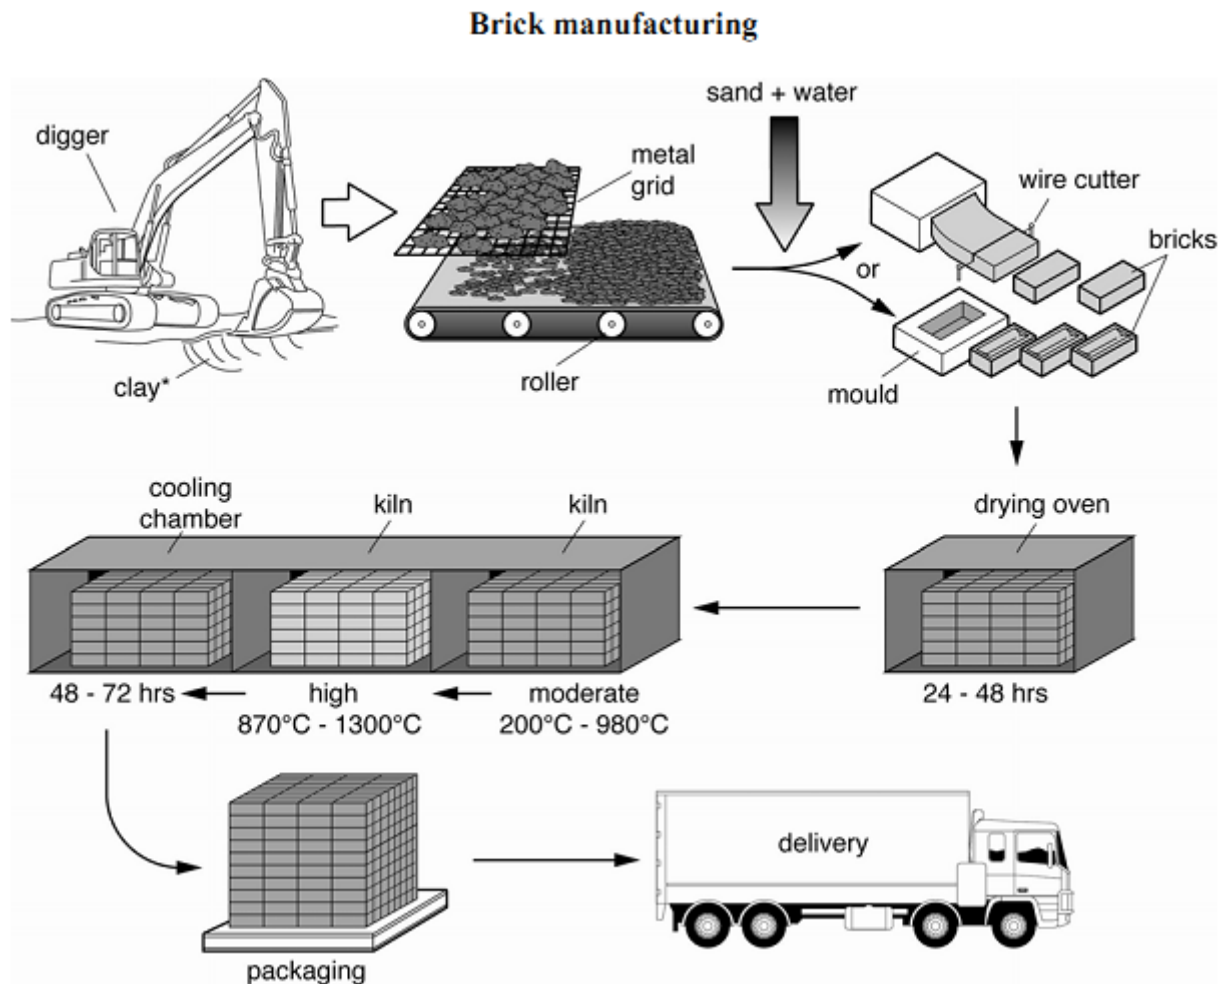 Brick manufacturing
digger
clay*
metal
grid
roller
sand + water
or
wire cutter
bricks
mould
drying oven
24 - 48 hrs
kiln
moderate
200°C - 980°C
kiln
high
870°C - 1300°C
cooling
chamber
48 - 72 hrs
packaging
delivery